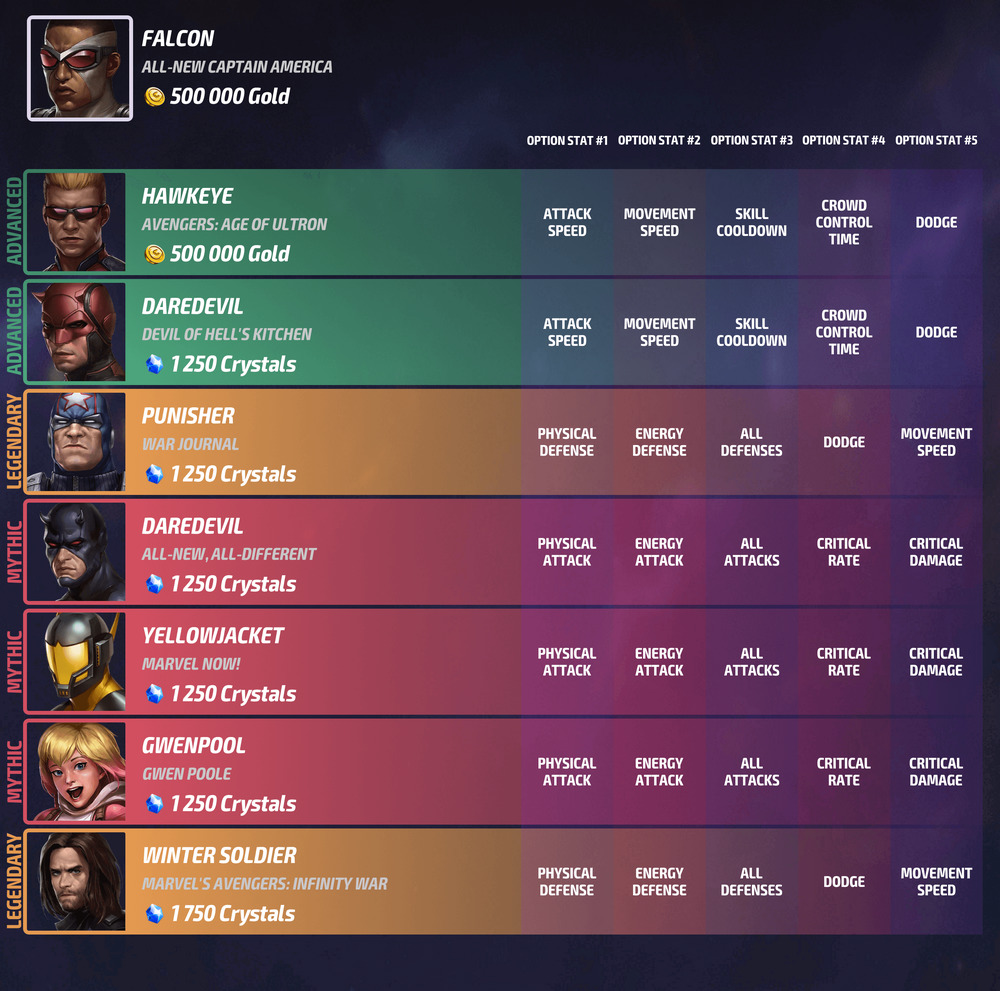 FALCON
ALL-NEW CAPTAIN AMERICA
500 000 Gold
OPTION STAT #1 OPTION STAT #2 OPTION STAT #3 OPTION STAT #4 OPTION STAT #5
ADVANCED
HAWKEYE
AVENGERS: AGE OF ULTRON
500 000 Gold
ATTACK
SPEED
MOVEMENT
SPEED
SKILL
COOLDOWN
CROWD
CONTROL
TIME
DODGE
ADVANCED
DAREDEVIL
DEVIL OF HELL'S KITCHEN
1 250 Crystals
ATTACK
SPEED
MOVEMENT
SPEED
SKILL
COOLDOWN
CROWD
CONTROL
TIME
DODGE
LEGENDARY
PUNISHER
WAR JOURNAL
1 250 Crystals
PHYSICAL
DEFENSE
ENERGY
DEFENSE
ALL
DEFENSES
DODGE
MOVEMENT
SPEED
MYTHIC
DAREDEVIL
ALL-NEW, ALL-DIFFERENT
1 250 Crystals
PHYSICAL
ATTACK
ENERGY
ATTACK
ALL
ATTACKS
CRITICAL
RATE
CRITICAL
DAMAGE
MYTHIC
YELLOWJACKET
MARVEL NOW!
1 250 Crystals
PHYSICAL
ATTACK
ENERGY
ATTACK
ALL
ATTACKS
CRITICAL
RATE
CRITICAL
DAMAGE
MYTHIC
GWENPOOL
GWEN POOLE
1 250 Crystals
PHYSICAL
ATTACK
ENERGY
ATTACK
ALL
ATTACKS
CRITICAL
RATE
CRITICAL
DAMAGE
LEGENDARY
WINTER SOLDIER
MARVEL'S AVENGERS: INFINITY WAR
1 750 Crystals
PHYSICAL
DEFENSE
ENERGY
DEFENSE
ALL
DEFENSES
DODGE
MOVEMENT
SPEED